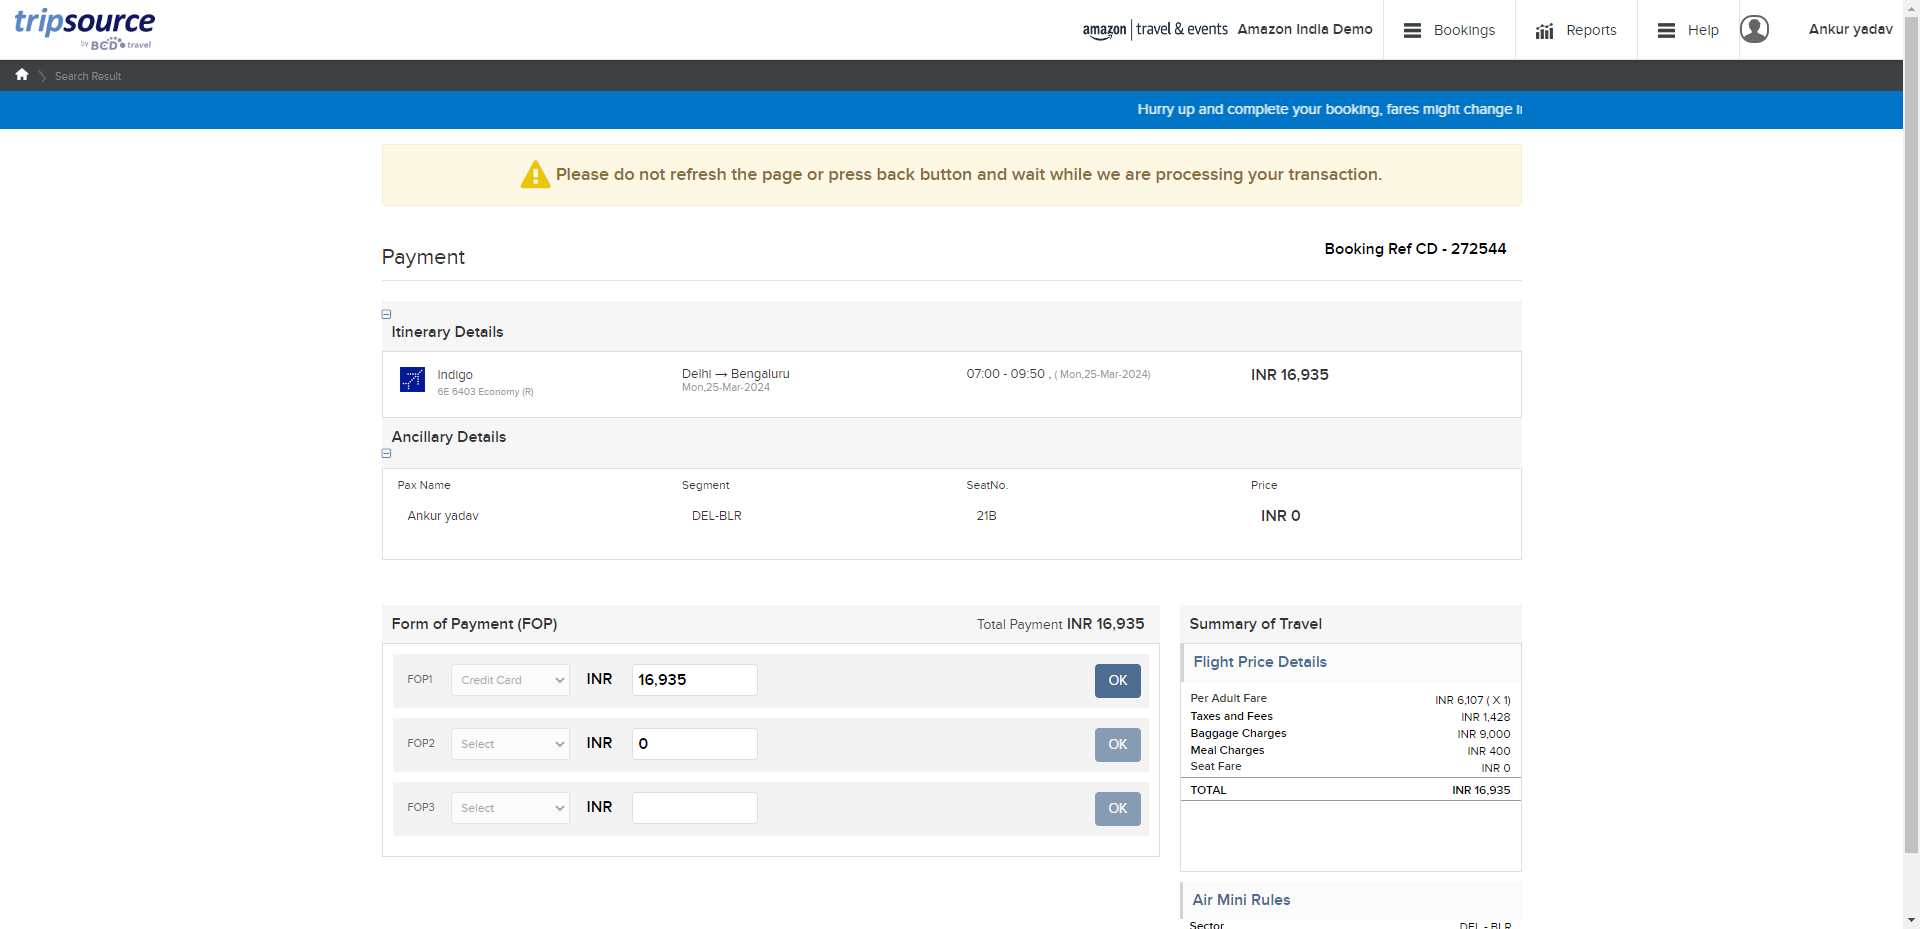 tripsource
by BCD travel
amazon | travel & events Amazon India Demo
Bookings
Reports
Help
Ankur yadav
Search Result
Hurry up and complete your booking, fares might change
Please do not refresh the page or press back button and wait while we are processing your transaction.
Payment
Booking Ref CD - 272544
Itinerary Details
Indigo
6E 6403 Economy (R)
Delhi → Bengaluru
Mon,25-Mar-2024
07:00 - 09:50 , ( Mon,25-Mar-2024)
INR 16,935
Ancillary Details
Pax Name Segment SeatNo. Price
Ankur yadav DEL-BLR 21B INR 0
Form of Payment (FOP) Total Payment INR 16,935
FOP1 Credit Card INR 16,935 OK
FOP2 Select INR 0 OK
FOP3 Select INR OK
Summary of Travel
Flight Price Details
Per Adult Fare INR 6,107 ( X 1)
Taxes and Fees INR 1,428
Baggage Charges INR 9,000
Meal Charges INR 400
Seat Fare INR 0
TOTAL INR 16,935
Air Mini Rules
Sector DEL - BLR